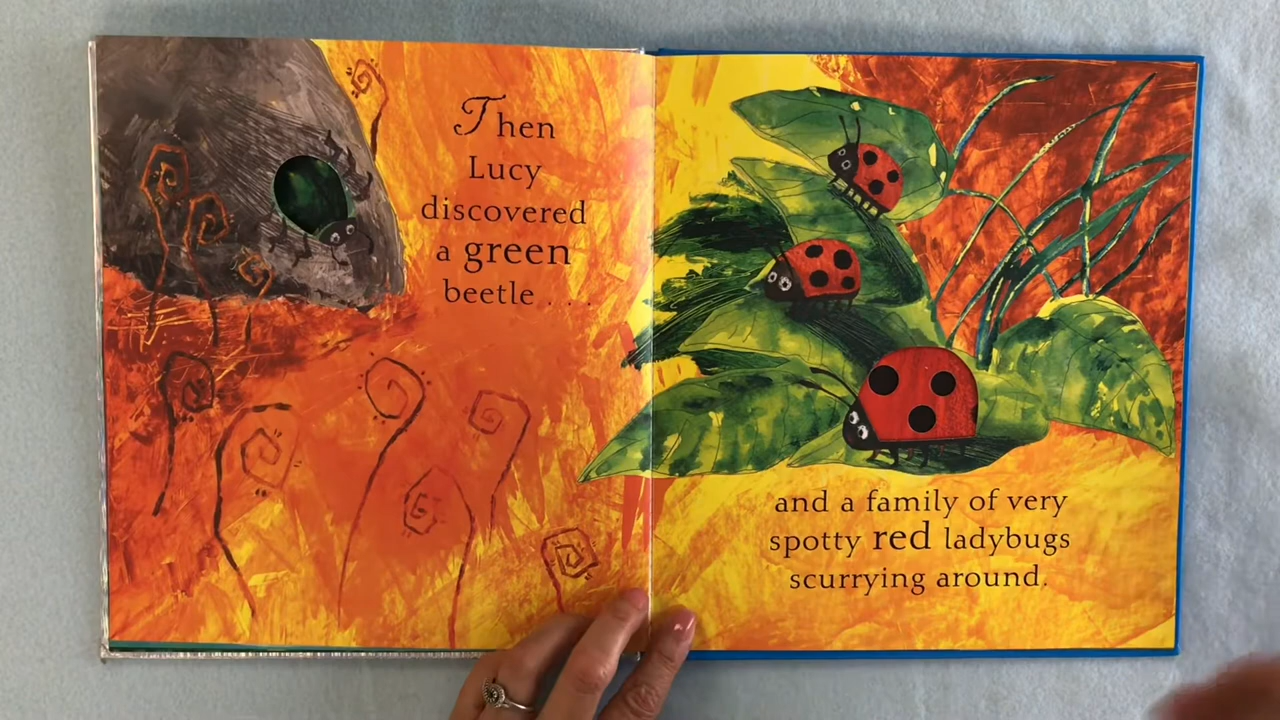 Then
Lucy
discovered
a green
beetle . . .
and a family of very
spotty red ladybugs
scurrying around.